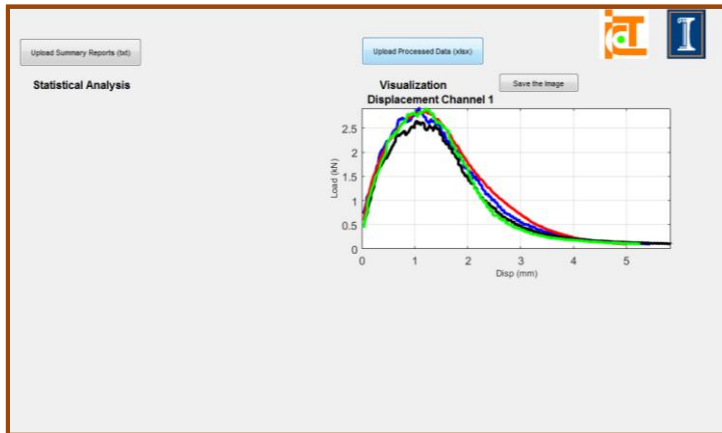 Upload Summary Reports (txt)
Upload Processed Data (xlsx)
Statistical Analysis
Visualization
Save the Image
Displacement Channel 1
2.5
2
1.5
1
0.5
0
Load (kN)
0 1 2 3 4 5
Disp (mm)
ICT
I